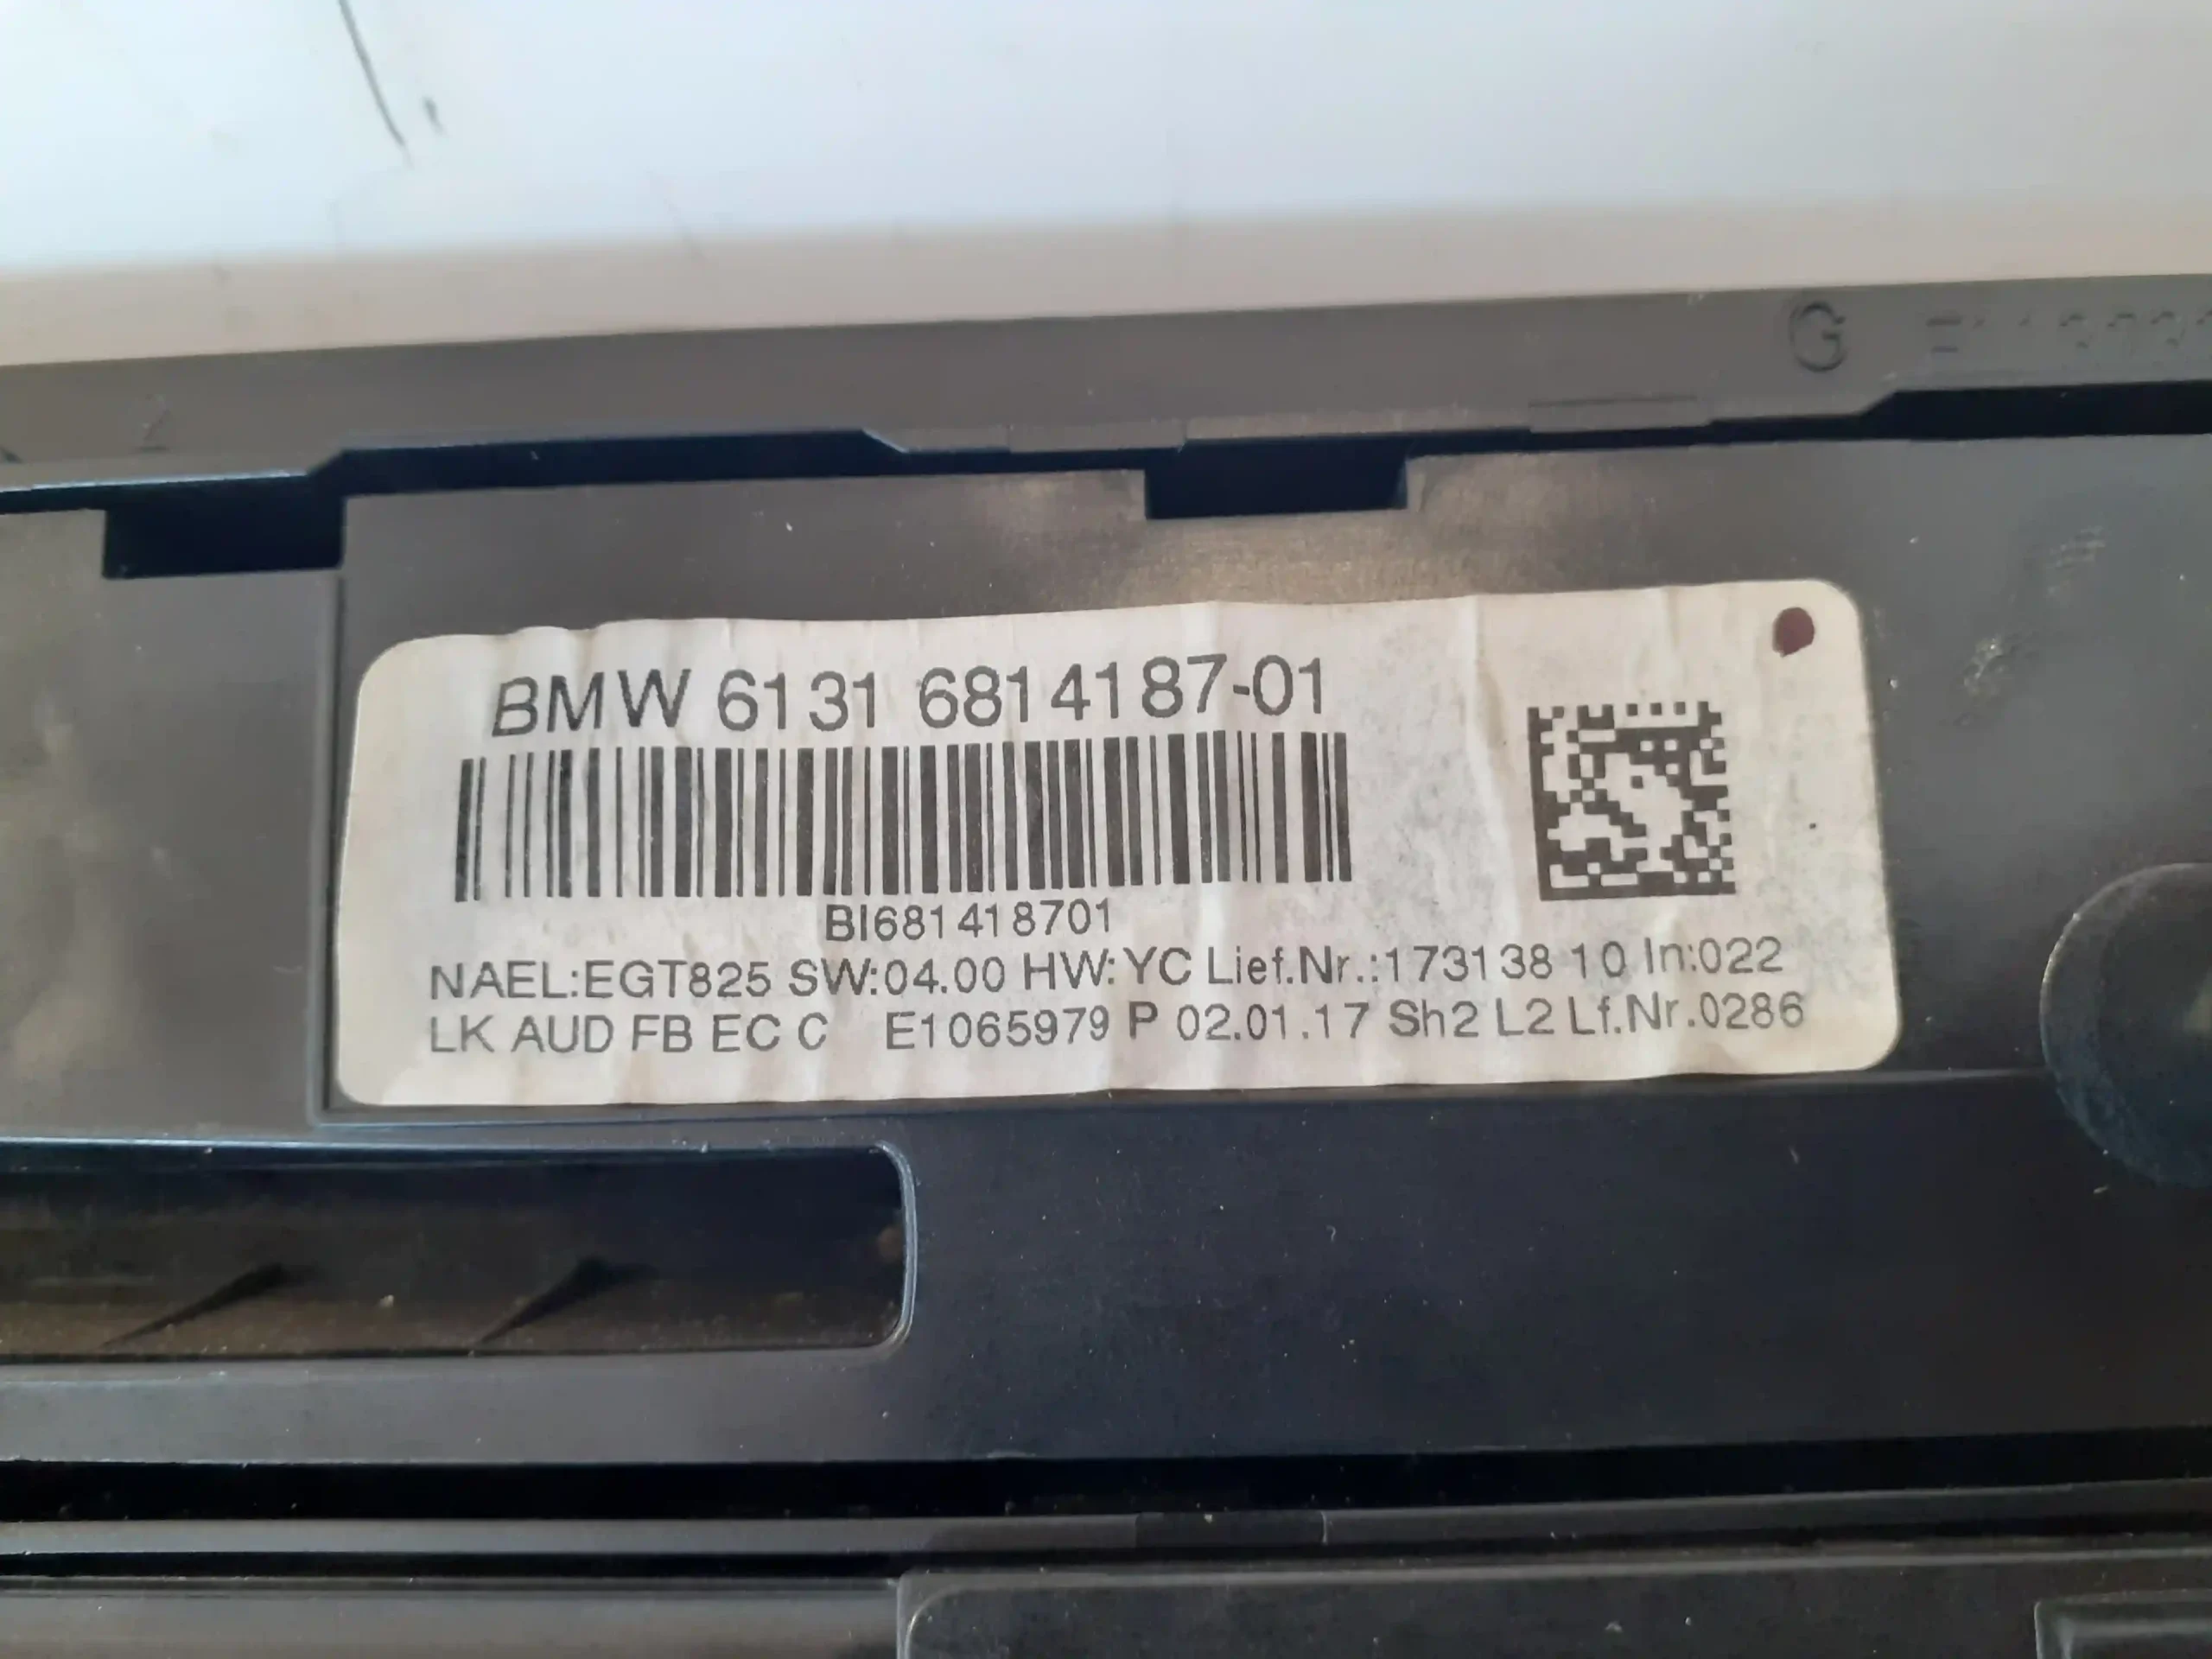 G
BMW 6131 6814187-01
BI681418701
NAEL:EGT825 SW:04.00 HW:YC Lief.Nr.:173138 10 In:022
LK AUD FB EC C E1065979 P 02.01.17 Sh2 L2 Lf.Nr.0286